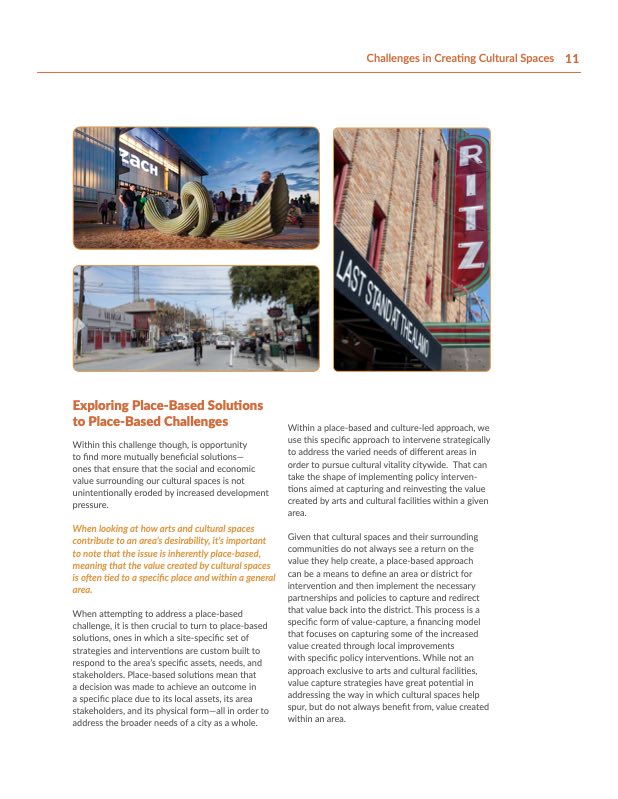 Challenges in Creating Cultural Spaces 11
zach
RITZ
LAST STAND AT THE ALAMO
Exploring Place-Based Solutions
to Place-Based Challenges
Within this challenge though, is opportunity
to find more mutually beneficial solutions—
ones that ensure that the social and economic
value surrounding our cultural spaces is not
unintentionally eroded by increased development
pressure.
When looking at how arts and cultural spaces
contribute to an area's desirability, it's important
to note that the issue is inherently place-based,
meaning that the value created by cultural spaces
is often tied to a specific place and within a general
area.
When attempting to address a place-based
challenge, it is then crucial to turn to place-based
solutions, ones in which a site-specific set of
strategies and interventions are custom built to
respond to the area's specific assets, needs, and
stakeholders. Place-based solutions mean that
a decision was made to achieve an outcome in
a specific place due to its local assets, its area
stakeholders, and its physical form—all in order to
address the broader needs of a city as a whole.
Within a place-based and culture-led approach, we
use this specific approach to intervene strategically
to address the varied needs of different areas in
order to pursue cultural vitality citywide. That can
take the shape of implementing policy interven-
tions aimed at capturing and reinvesting the value
created by arts and cultural facilities within a given
area.
Given that cultural spaces and their surrounding
communities do not always see a return on the
value they help create, a place-based approach
can be a means to define an area or district for
intervention and then implement the necessary
partnerships and policies to capture and redirect
that value back into the district. This process is a
specific form of value-capture, a financing model
that focuses on capturing some of the increased
value created through local improvements
with specific policy interventions. While not an
approach exclusive to arts and cultural facilities,
value capture strategies have great potential in
addressing the way in which cultural spaces help
spur, but do not always benefit from, value created
within an area.